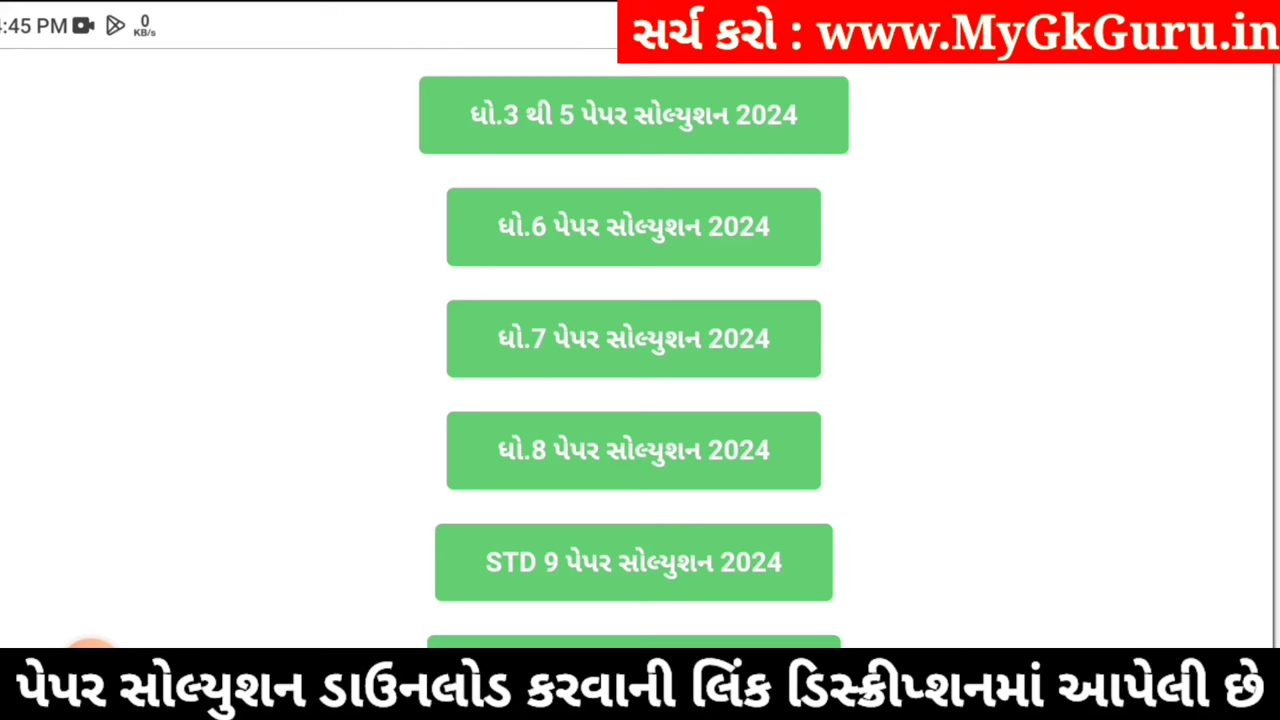 :45 PM 0 KB/s
સર્ચ કરો : www.MyGkGuru.in
ધો.3 થી 5 પેપર સોલ્યુશન 2024
ધો.6 પેપર સોલ્યુશન 2024
ધો.7 પેપર સોલ્યુશન 2024
ધો.8 પેપર સોલ્યુશન 2024
STD 9 પેપર સોલ્યુશન 2024
પેપર સોલ્યુશન ડાઉનલોડ કરવાની લિંક ડિસ્ક્રીપ્શનમાં આપેલી છે